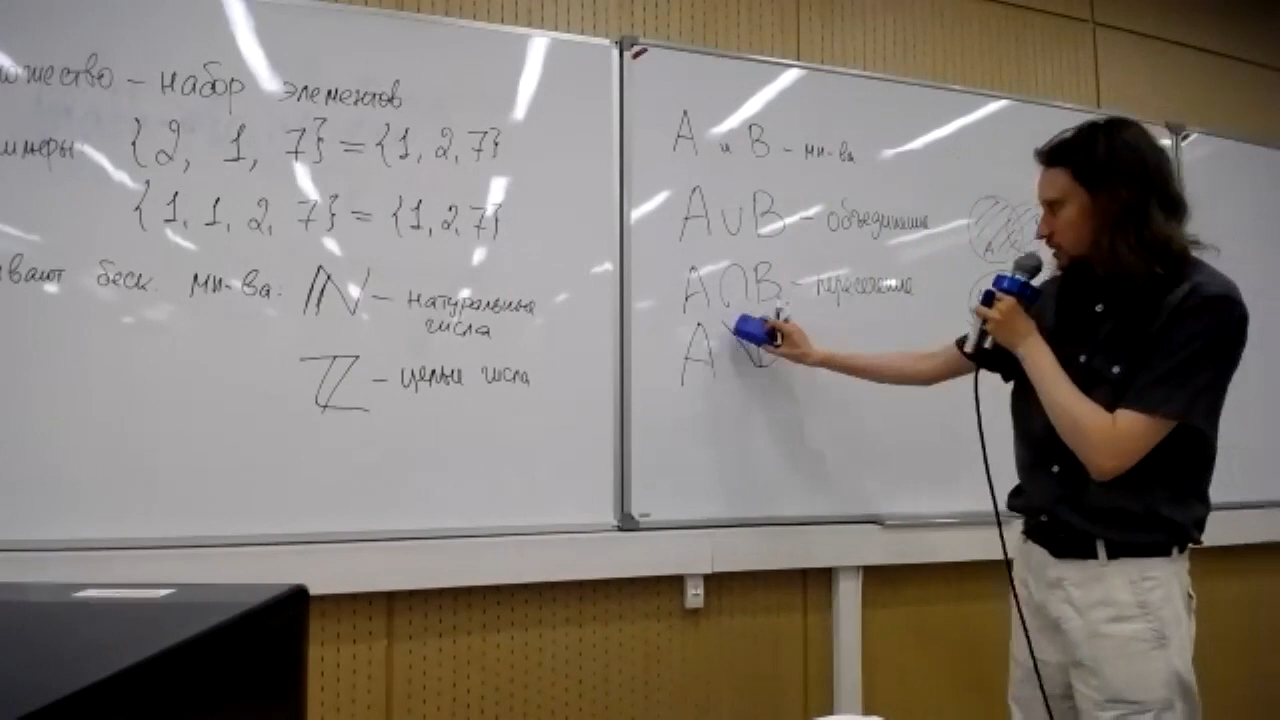 ожество – набор элементов
имеры {2, 1, 7} = {1, 2, 7}
{1, 1, 2, 7} = {1, 2, 7}
вают беск. мн-ва: ℕ – натуральные
числа
ℤ – целые числа
A и B – мн-ва
A∪B – объединение
A
A∩B – пересечение
A